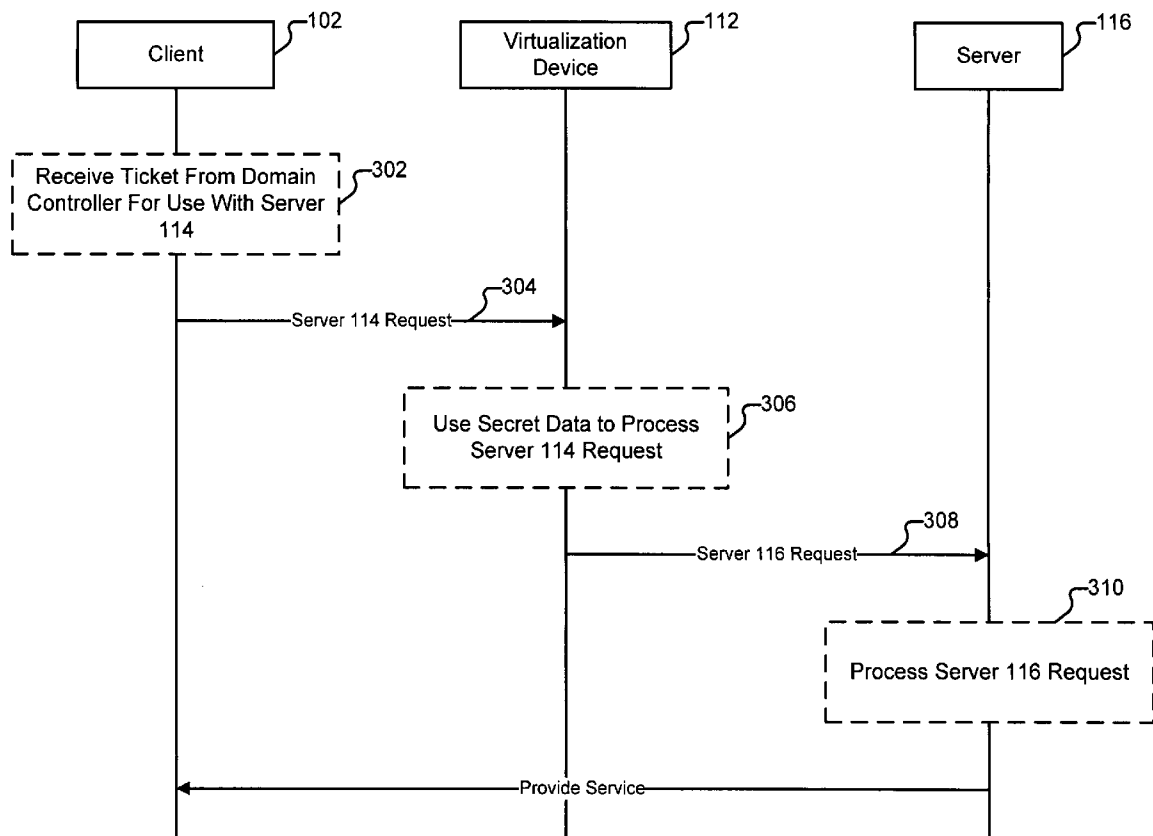 102
112
116
Client
Virtualization
Device
Server
302
Receive Ticket From Domain
Controller For Use With Server
114
304
Server 114 Request
306
Use Secret Data to Process
Server 114 Request
308
Server 116 Request
310
Process Server 116 Request
Provide Service